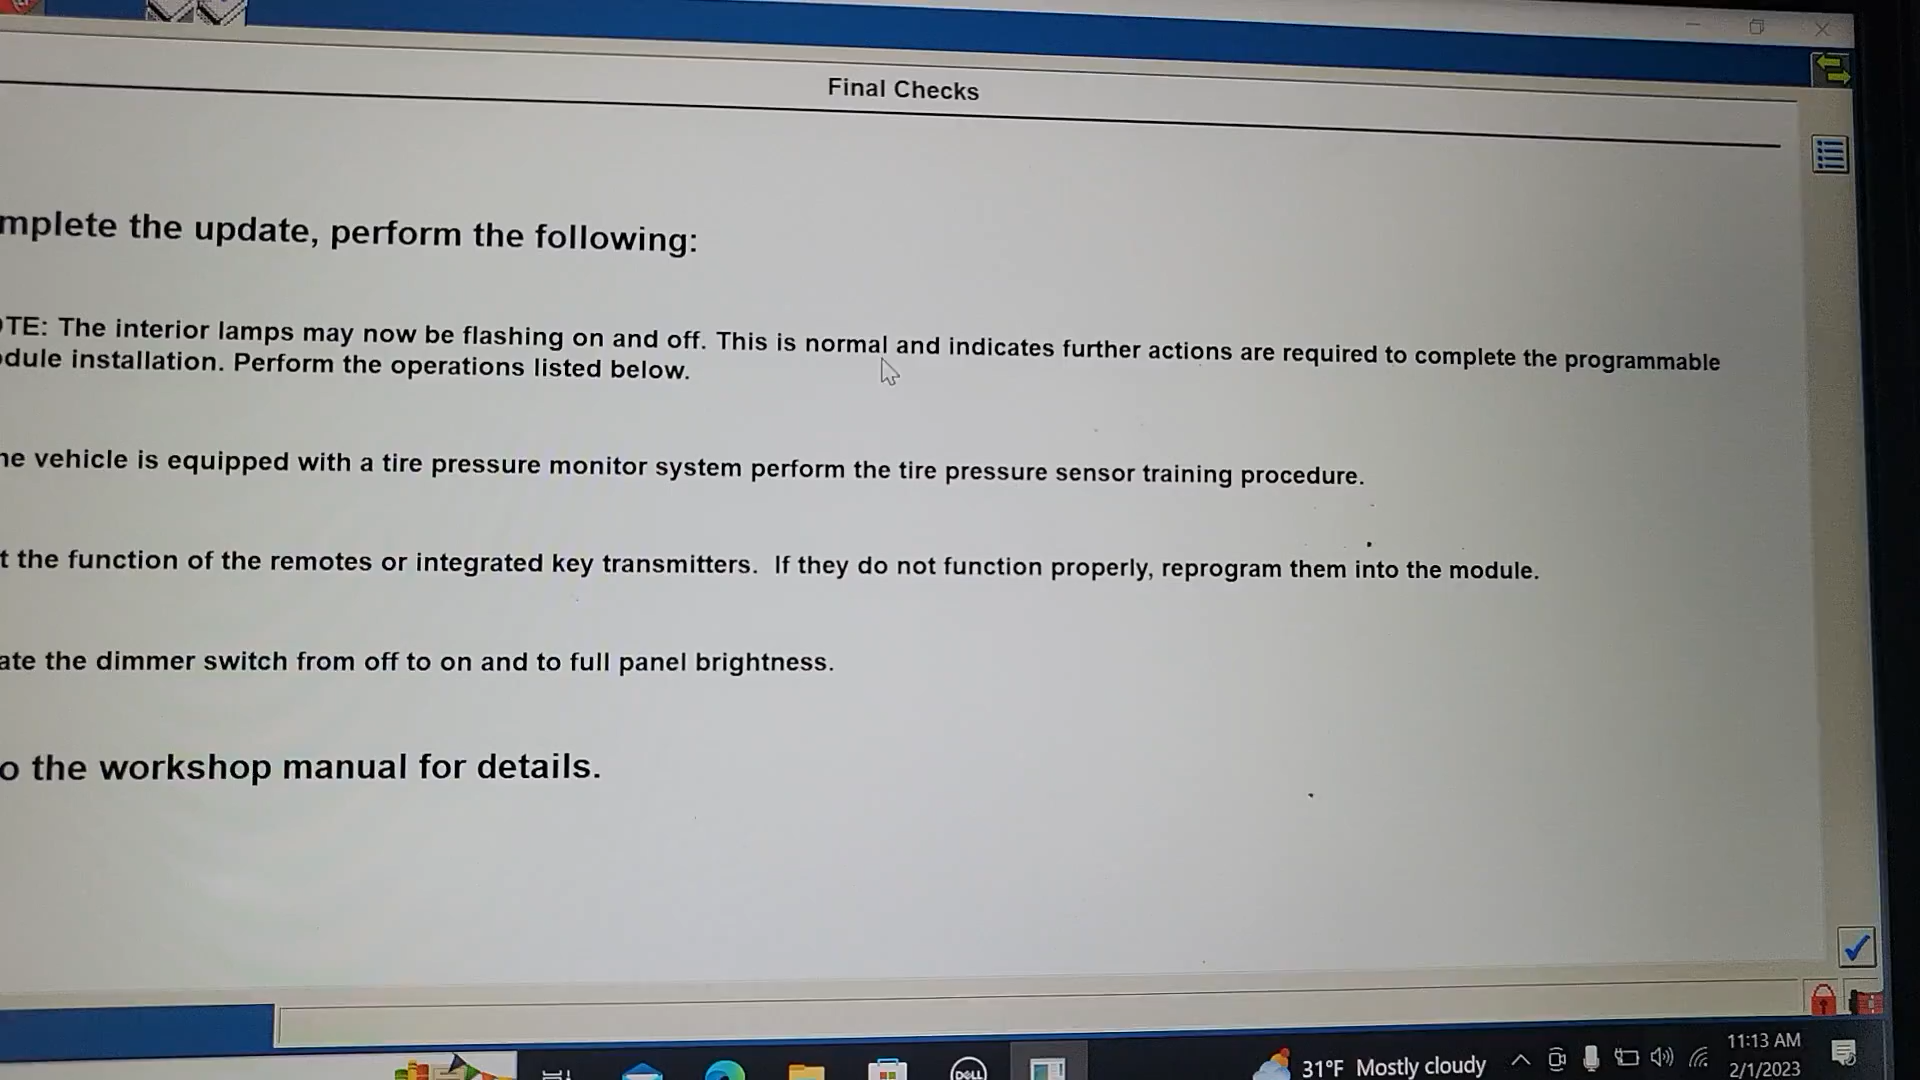 Final Checks
mplete the update, perform the following:
TE: The interior lamps may now be flashing on and off. This is normal and indicates further actions are required to complete the programmable
dule installation. Perform the operations listed below.
he vehicle is equipped with a tire pressure monitor system perform the tire pressure sensor training procedure.
t the function of the remotes or integrated key transmitters. If they do not function properly, reprogram them into the module.
ate the dimmer switch from off to on and to full panel brightness.
o the workshop manual for details.
DELL
31°F Mostly cloudy
11:13 AM
2/1/2023